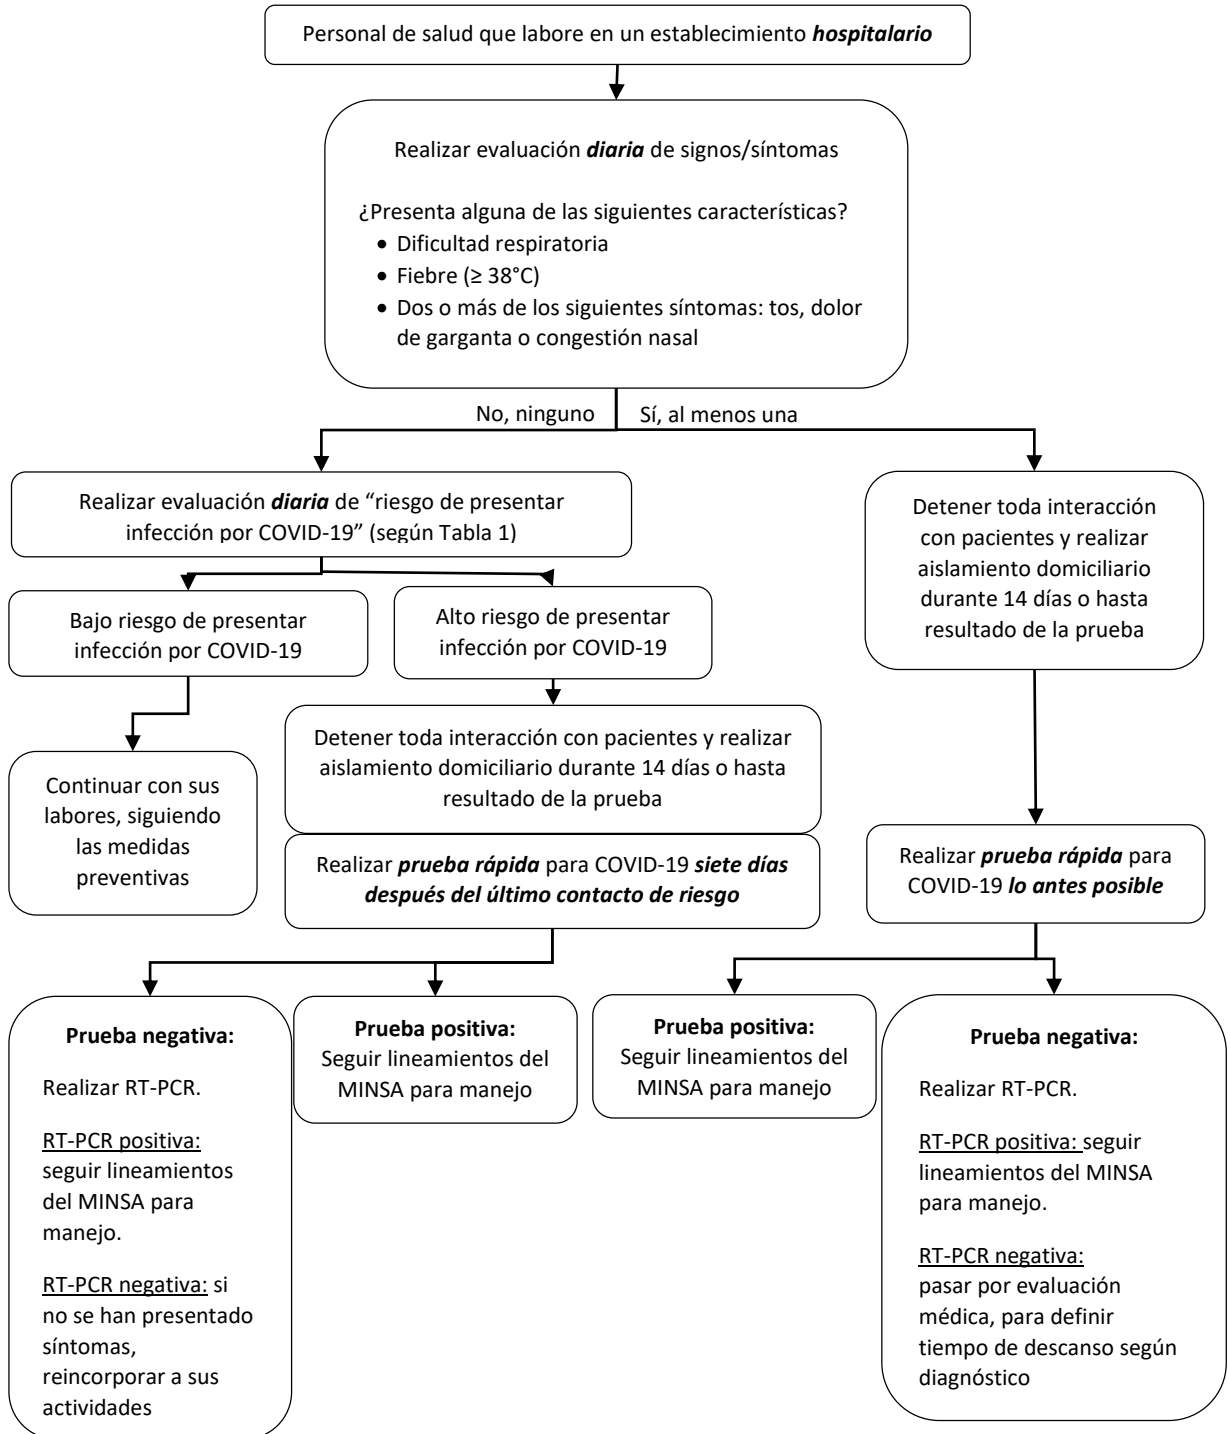 Personal de salud que labore en un establecimiento hospitalario
Realizar evaluación diaria de signos/síntomas
¿Presenta alguna de las siguientes características?
• Dificultad respiratoria
• Fiebre (≥ 38°C)
• Dos o más de los siguientes síntomas: tos, dolor
de garganta o congestión nasal
No, ninguno
Sí, al menos una
Realizar evaluación diaria de “riesgo de presentar
infección por COVID-19” (según Tabla 1)
Bajo riesgo de presentar
infección por COVID-19
Continuar con sus
labores, siguiendo
las medidas
preventivas
Alto riesgo de presentar
infección por COVID-19
Detener toda interacción con pacientes y realizar
aislamiento domiciliario durante 14 días o hasta
resultado de la prueba
Realizar prueba rápida para COVID-19 siete días
después del último contacto de riesgo
Detener toda interacción
con pacientes y realizar
aislamiento domiciliario
durante 14 días o hasta
resultado de la prueba
Realizar prueba rápida para
COVID-19 lo antes posible
Prueba negativa:
Realizar RT-PCR.
RT-PCR positiva:
seguir lineamientos
del MINSA para
manejo.
RT-PCR negativa: si
no se han presentado
síntomas,
reincorporar a sus
actividades
Prueba positiva:
Seguir lineamientos del
MINSA para manejo
Prueba positiva:
Seguir lineamientos del
MINSA para manejo
Prueba negativa:
Realizar RT-PCR.
RT-PCR positiva: seguir
lineamientos del MINSA
para manejo.
RT-PCR negativa:
pasar por evaluación
médica, para definir
tiempo de descanso según
diagnóstico